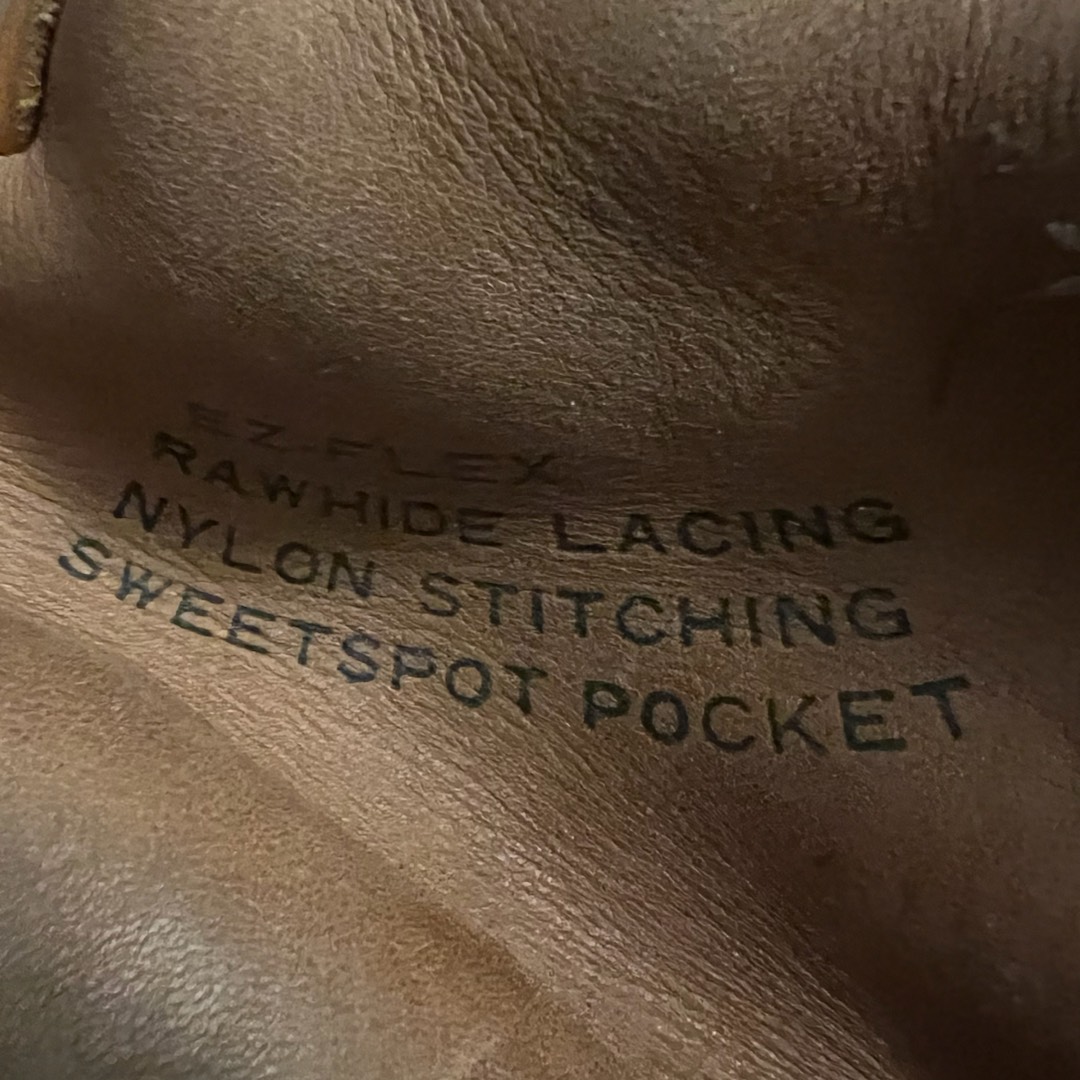 EZ-FLEX
RAWHIDE LACING
NYLON STITCHING
SWEETSPOT POCKET